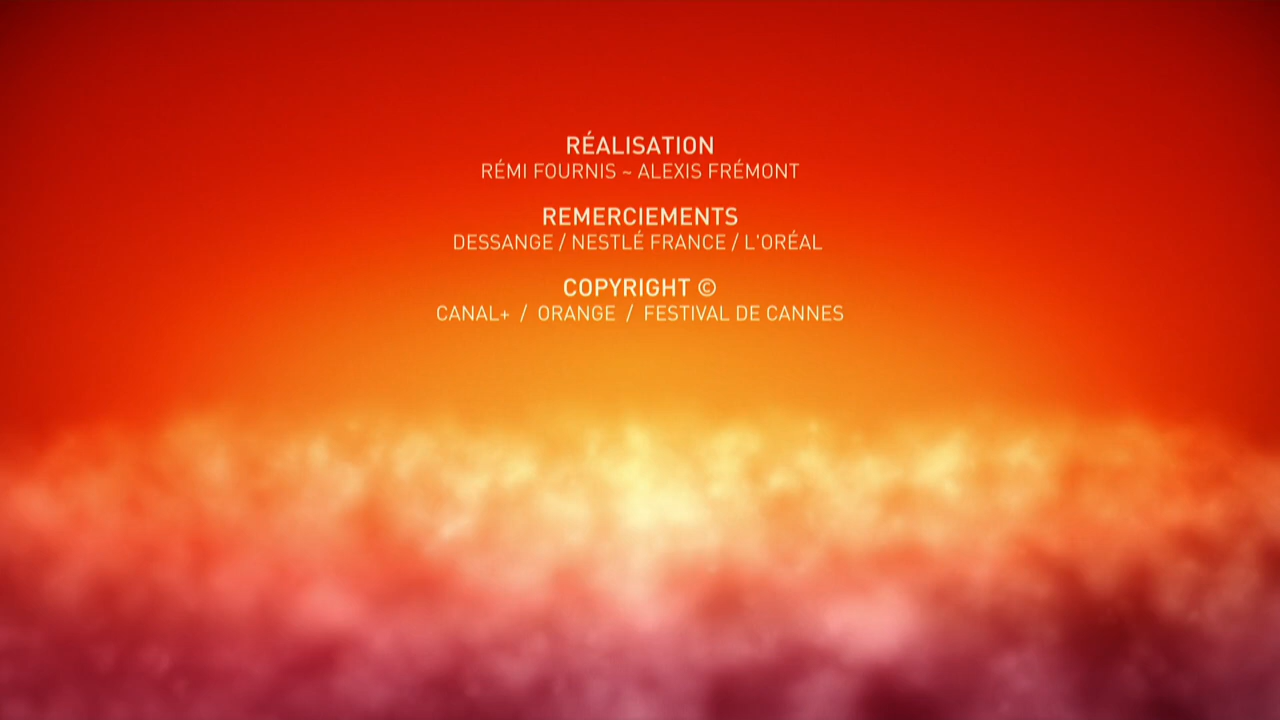 RÉALISATION
RÉMI FOURNIS ~ ALEXIS FRÉMONT
REMERCIEMENTS
DESSANGE / NESTLÉ FRANCE / L'ORÉAL
COPYRIGHT ©
CANAL+ / ORANGE / FESTIVAL DE CANNES